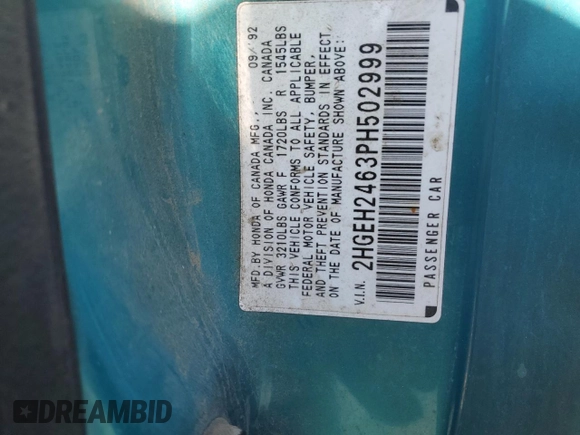 MFD.BY HONDA OF CANADA MFG., 09/'92
A DIVISION OF HONDA CANADA INC. CANADA
GVWR 3210LBS GAWR F 1720LBS R 1545LBS
THIS VEHICLE CONFORMS TO ALL APPLICABLE
FEDERAL MOTOR VEHICLE SAFETY, BUMPER,
AND THEFT PREVENTION STANDARDS IN EFFECT
ON THE DATE OF MANUFACTURE SHOWN ABOVE:
V.I.N. 2HGEH2463PH502999
PASSENGER CAR
DREAMBID